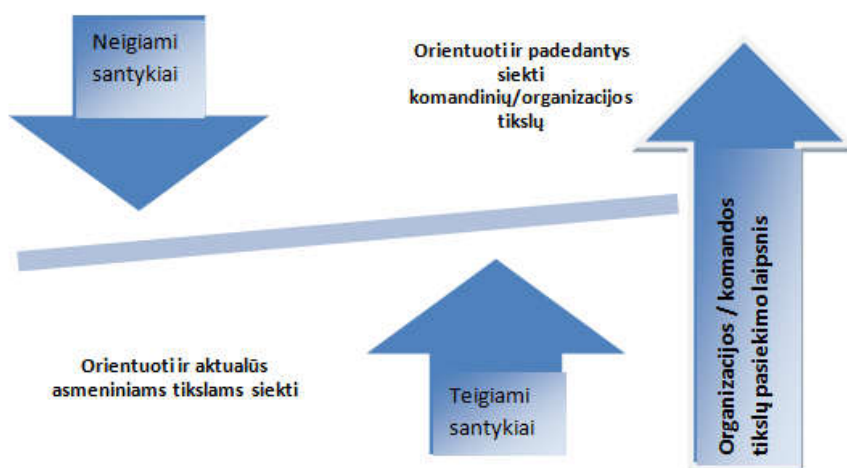 Neigiami
santykiai
Orientuoti ir padedantys
siekti
komandinių/organizacijos
tikslų
Organizacijos / komandos
tikslų pasiekimo laipsnis
Orientuoti ir aktualūs
asmeniniams tikslams siekti
Teigiami
santykiai